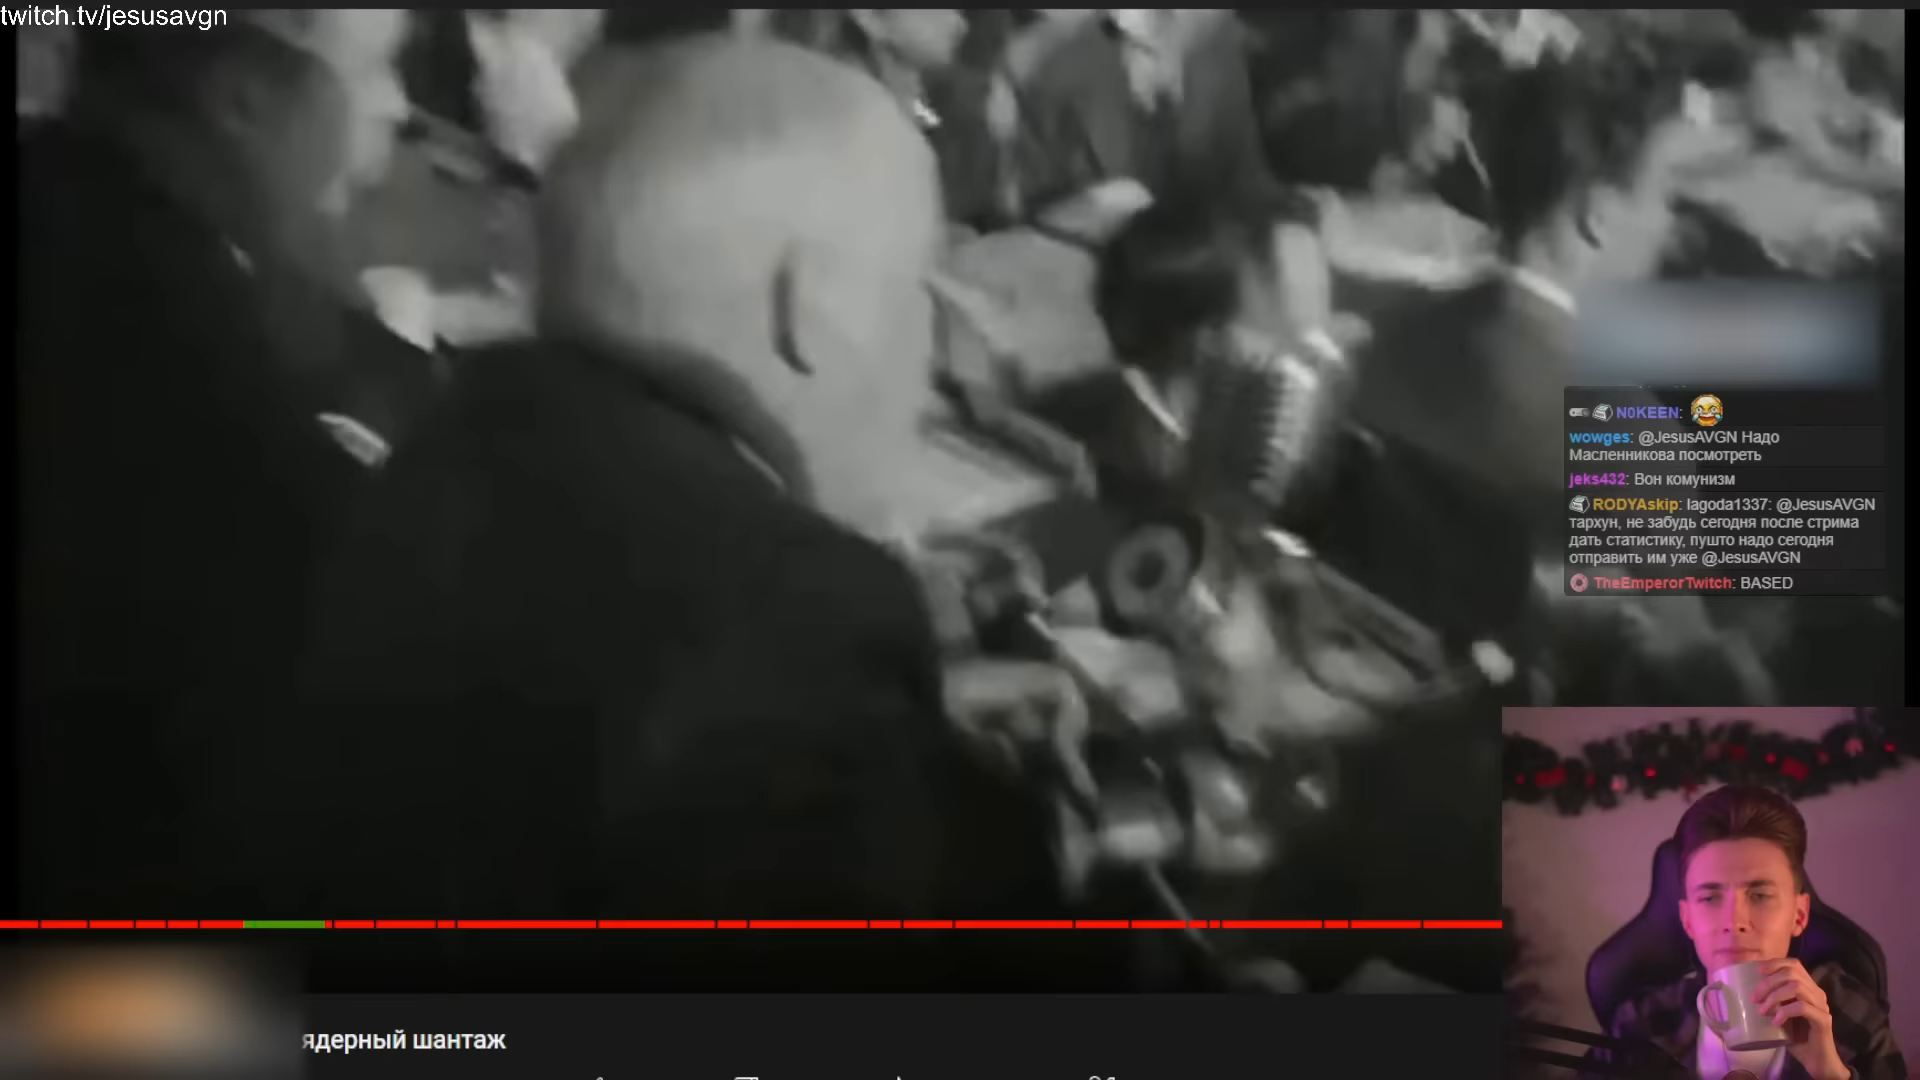 twitch.tv/jesusavgn
N0KEEN:
wowges: @JesusAVGN Надо
Масленникова посмотреть
jeks432: Вон комунизм
RODYAskip: lagoda1337: @JesusAVGN
тархун, не забудь сегодня после стрима
дать статистику, пушто надо сегодня
отправить им уже @JesusAVGN
TheEmperorTwitch: BASED
ядерный шантаж